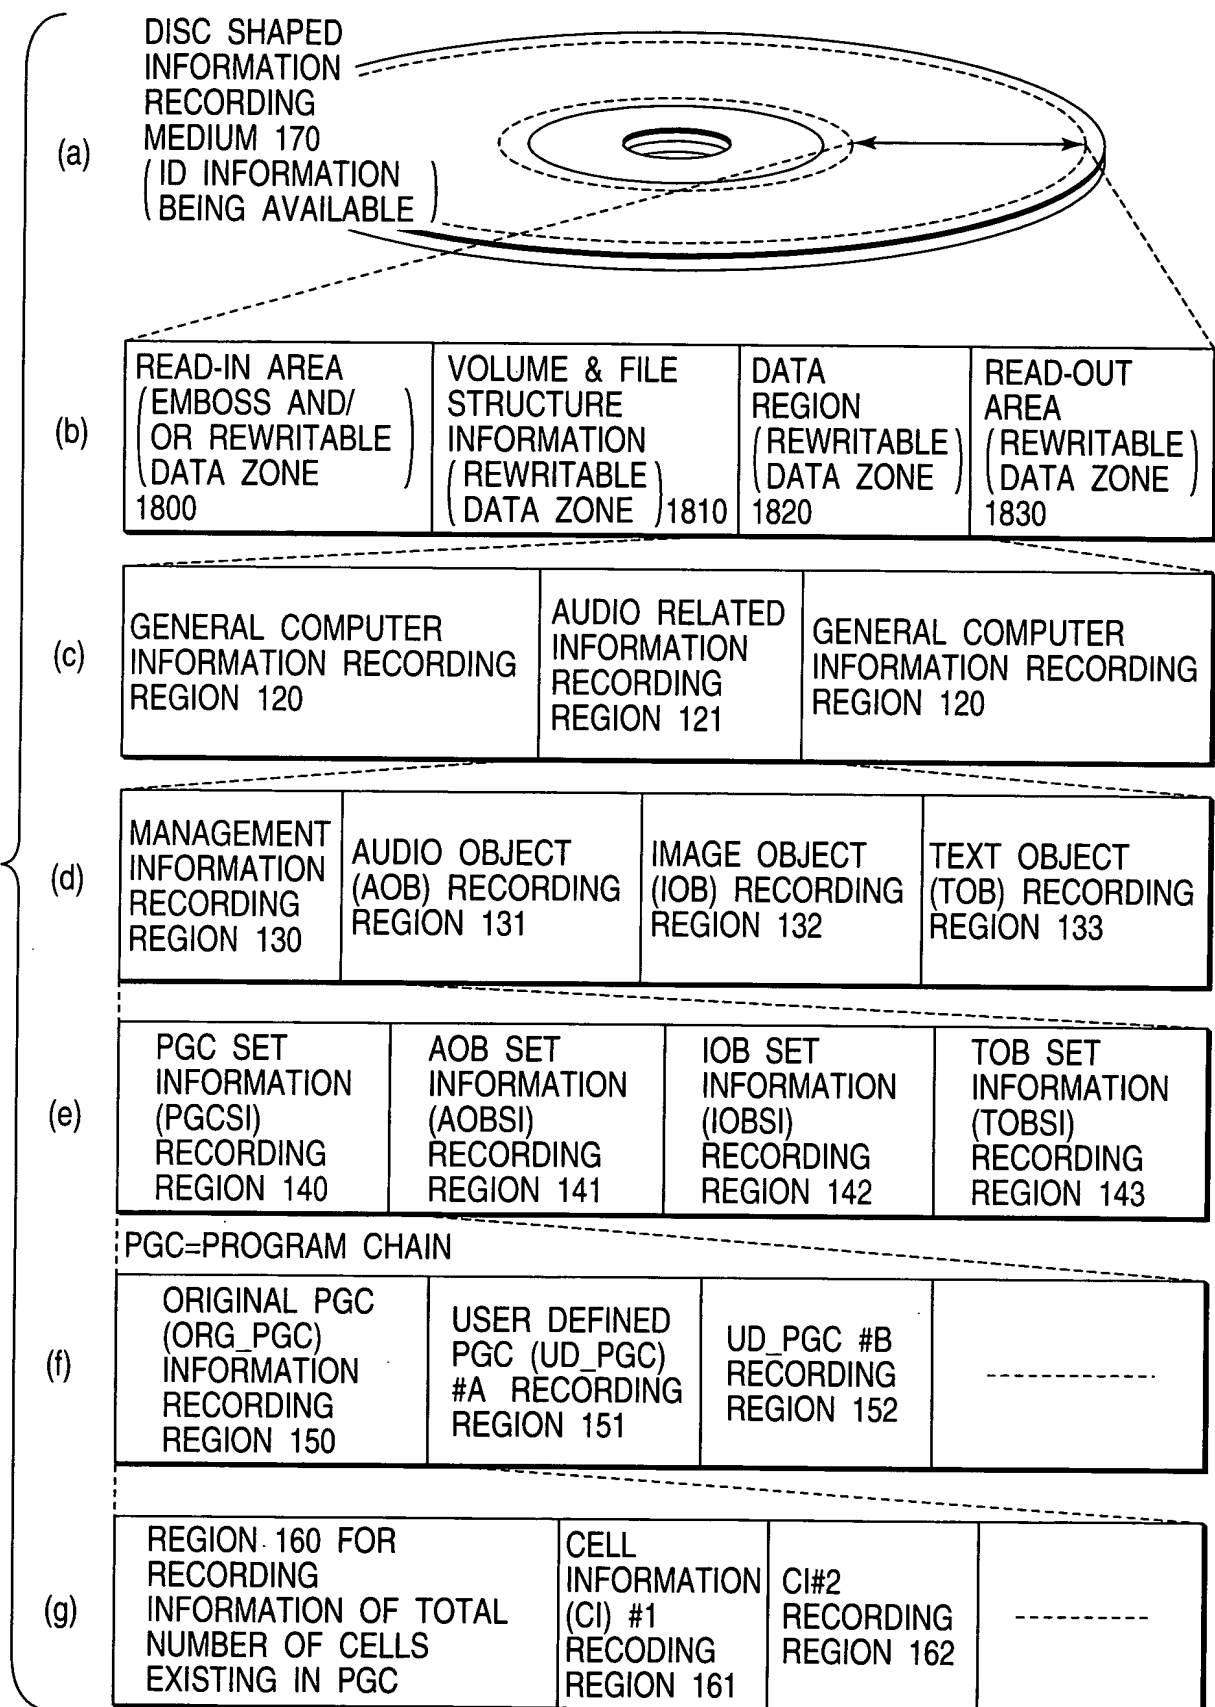 (a)
DISC SHAPED
INFORMATION
RECORDING
MEDIUM 170
(ID INFORMATION
BEING AVAILABLE)
(b)
READ-IN AREA
(EMBOSS AND/
OR REWRITABLE
DATA ZONE)
1800
VOLUME & FILE
STRUCTURE
INFORMATION
(REWRITABLE
DATA ZONE) 1810
DATA
REGION
(REWRITABLE
DATA ZONE)
1820
READ-OUT
AREA
(REWRITABLE
DATA ZONE)
1830
(c)
GENERAL COMPUTER
INFORMATION RECORDING
REGION 120
AUDIO RELATED
INFORMATION
RECORDING
REGION 121
GENERAL COMPUTER
INFORMATION RECORDING
REGION 120
(d)
MANAGEMENT
INFORMATION
RECORDING
REGION 130
AUDIO OBJECT
(AOB) RECORDING
REGION 131
IMAGE OBJECT
(IOB) RECORDING
REGION 132
TEXT OBJECT
(TOB) RECORDING
REGION 133
(e)
PGC SET
INFORMATION
(PGCSI)
RECORDING
REGION 140
AOB SET
INFORMATION
(AOBSI)
RECORDING
REGION 141
IOB SET
INFORMATION
(IOBSI)
RECORDING
REGION 142
TOB SET
INFORMATION
(TOBSI)
RECORDING
REGION 143
PGC=PROGRAM CHAIN
(f)
ORIGINAL PGC
(ORG_PGC)
INFORMATION
RECORDING
REGION 150
USER DEFINED
PGC (UD_PGC)
#A RECORDING
REGION 151
UD_PGC #B
RECORDING
REGION 152
(g)
REGION 160 FOR
RECORDING
INFORMATION OF TOTAL
NUMBER OF CELLS
EXISTING IN PGC
CELL
INFORMATION
(CI) #1
RECODING
REGION 161
CI#2
RECORDING
REGION 162